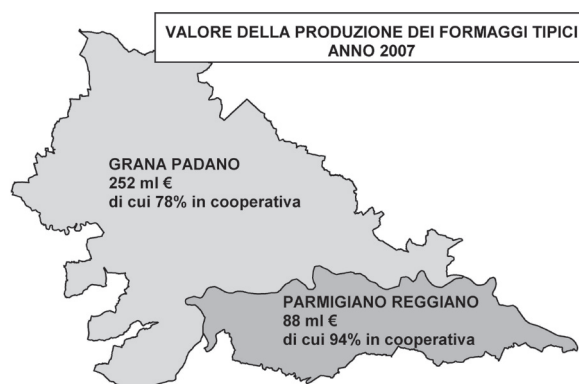 VALORE DELLA PRODUZIONE DEI FORMAGGI TIPICI
ANNO 2007
GRANA PADANO
252 ml €
di cui 78% in cooperativa
PARMIGIANO REGGIANO
88 ml €
di cui 94% in cooperativa